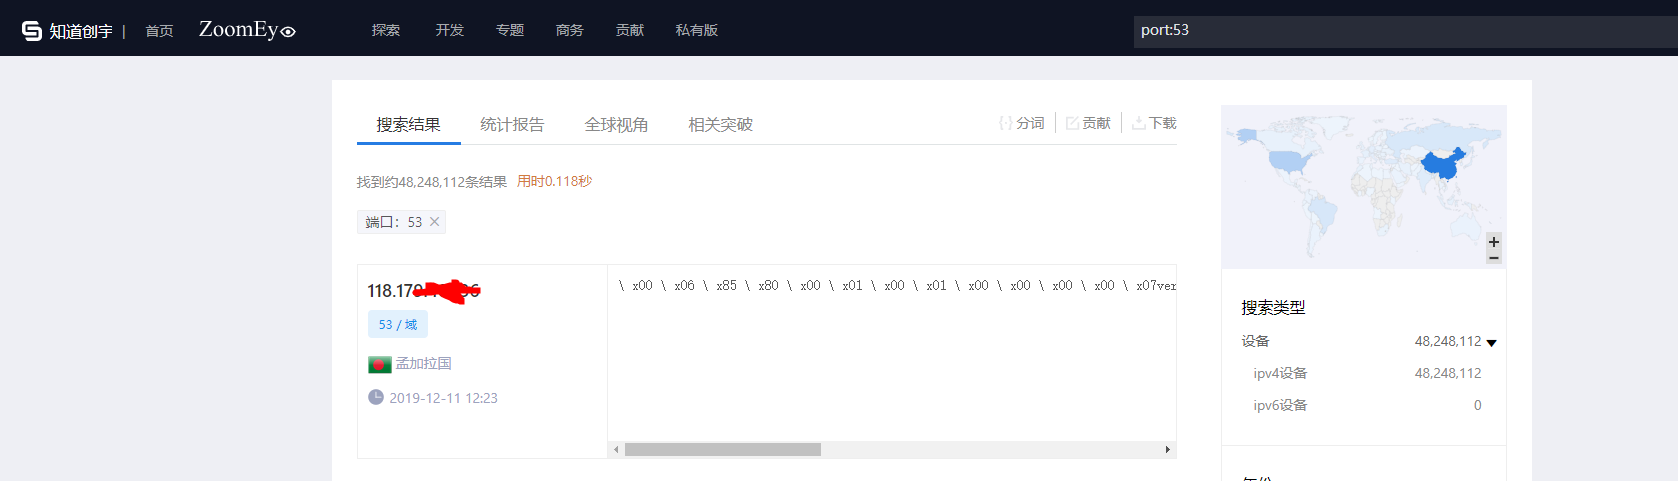 知道创宇 | 首页 ZoomEye 探索 开发 专题 商务 贡献 私有版 port:53
搜索结果 统计报告 全球视角 相关突破 分词 贡献 下载
找到约48,248,112条结果 用时0.118秒
端口：53 ×
118.179
53 / 域
孟加拉国
2019-12-11 12:23
\ x00 \ x06 \ x85 \ x80 \ x00 \ x01 \ x00 \ x01 \ x00 \ x00 \ x00 \ x00 \ x07ver
+
−
搜索类型
设备 48,248,112
ipv4设备 48,248,112
ipv6设备 0